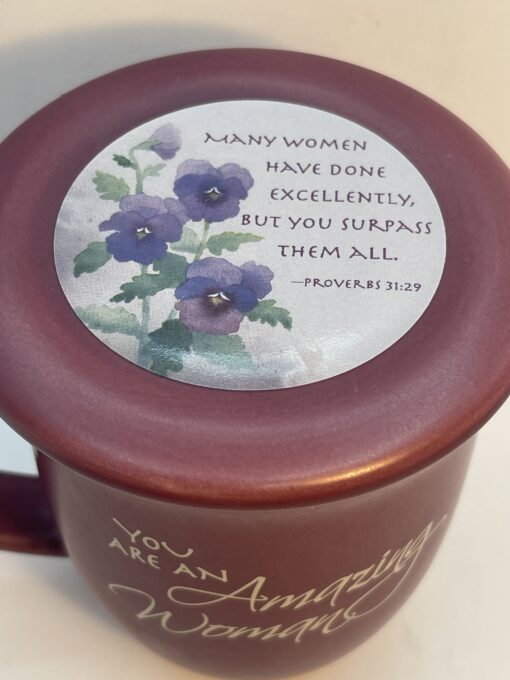 MANY WOMEN
HAVE DONE
EXCELLENTLY,
BUT YOU SURPASS
THEM ALL.
—PROVERBS 31:29
YOU
ARE AN Amazing
Woman